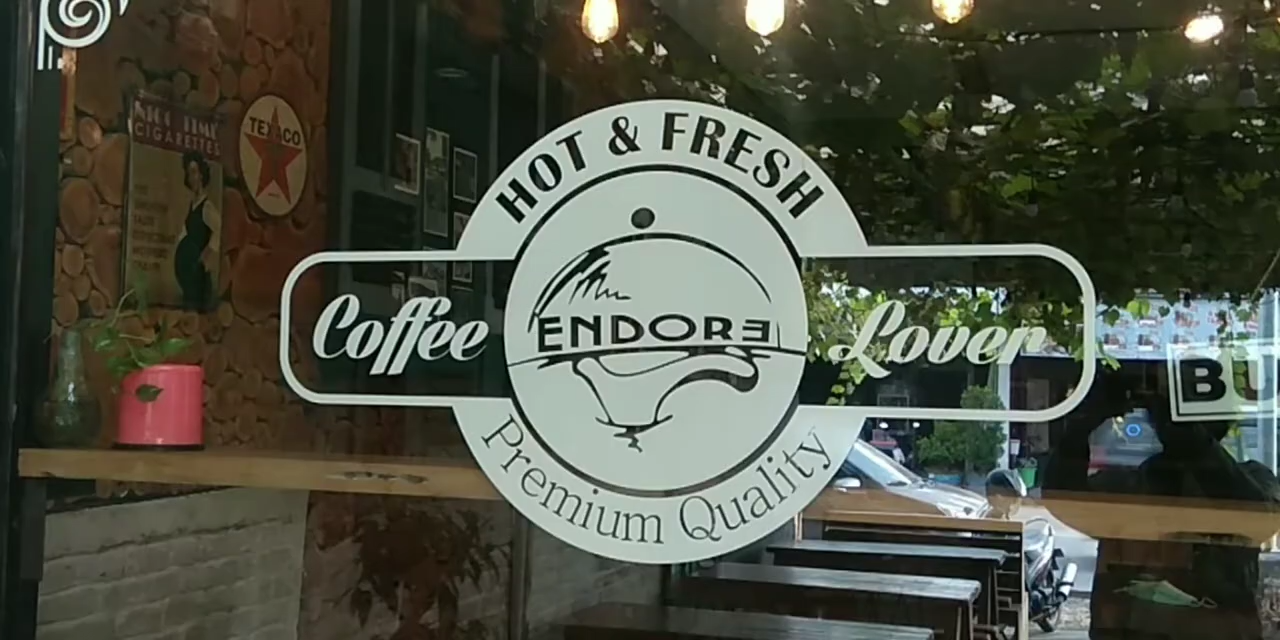 HOT & FRESH
ENDORE
Coffee Lover
Premium Quality
TEXACO
CIGARETTES
BU